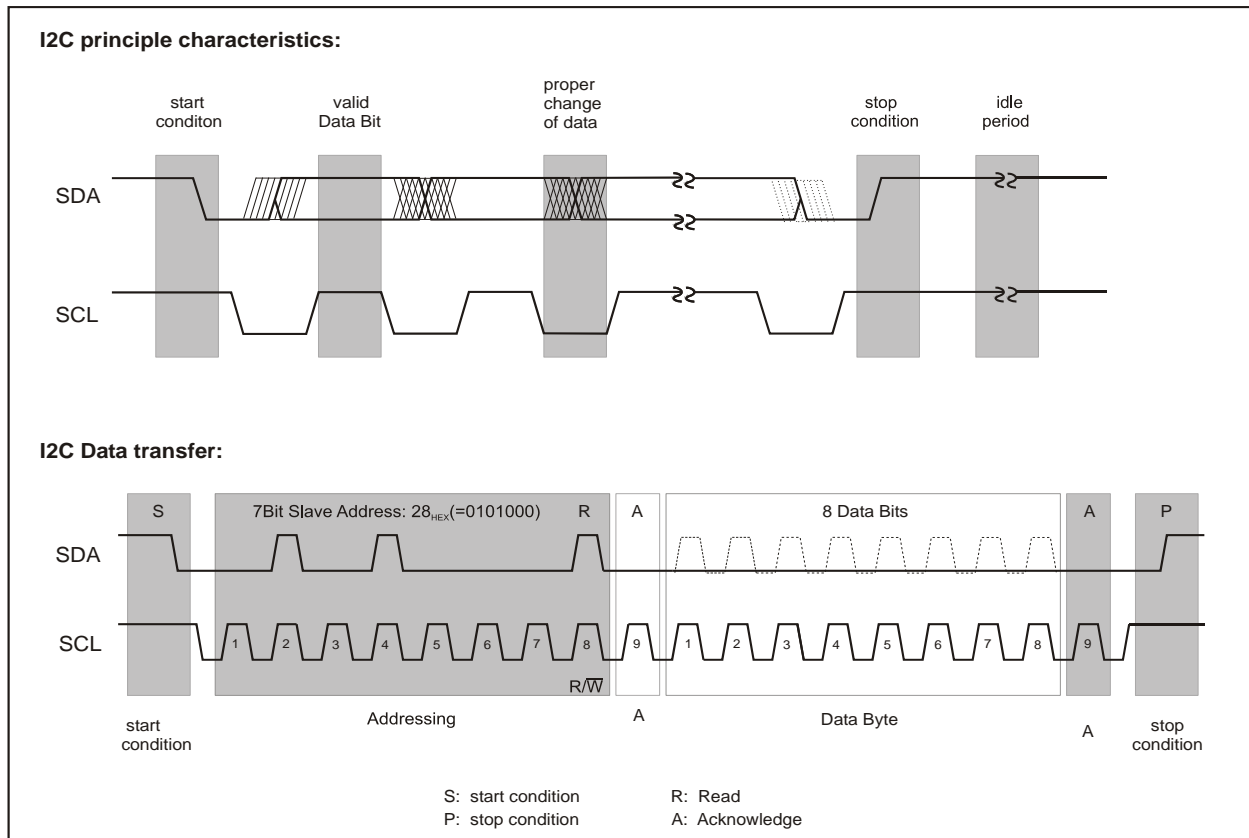 I2C principle characteristics:
start
conditon
valid
Data Bit
proper
change
of data
stop
condition
idle
period
SDA
SCL
I2C Data transfer:
S
7Bit Slave Address: 28HEX(=0101000)
R
A
8 Data Bits
A
P
SDA
SCL
1
2
3
4
5
6
7
8
9
1
2
3
4
5
6
7
8
9
R/W̅
start
condition
Addressing
A
Data Byte
A
stop
condition
S: start condition
R: Read
P: stop condition
A: Acknowledge